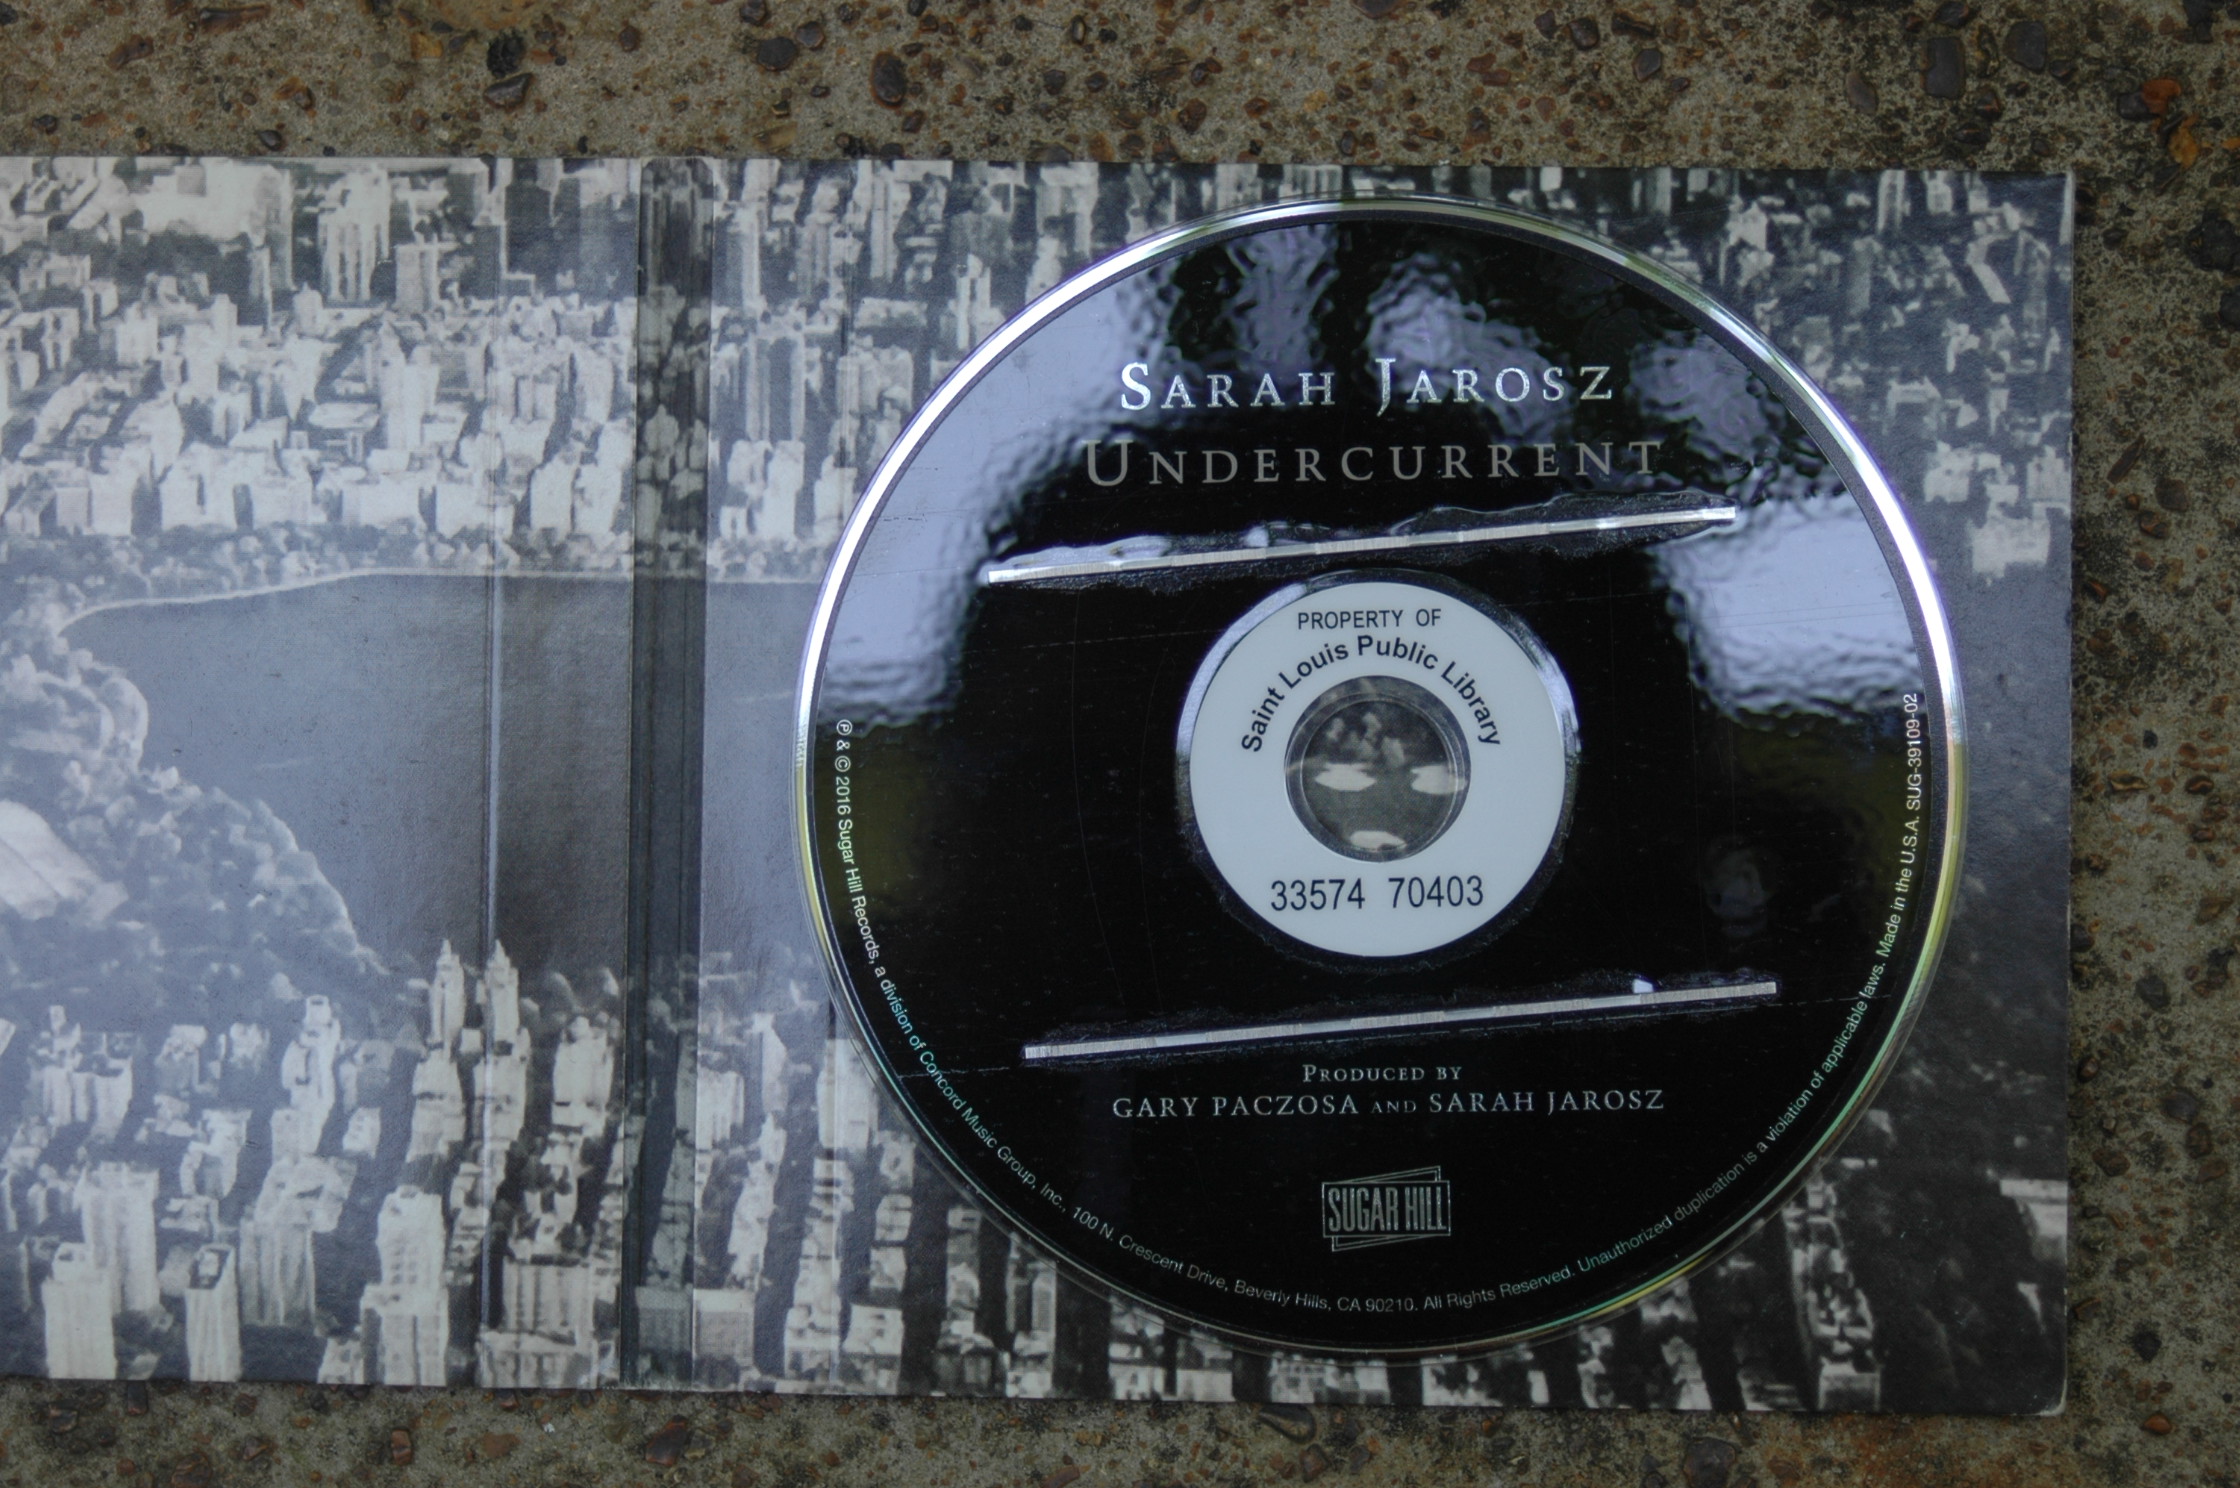 SARAH JAROSZ
UNDERCURRENT
PROPERTY OF
Saint Louis Public Library
33574 70403
PRODUCED BY
GARY PACZOSA AND SARAH JAROSZ
SUGAR HILL
℗ & © 2016 Sugar Hill Records, a division of Concord Music Group, Inc., 100 N. Crescent Drive, Beverly Hills, CA 90210. All Rights Reserved. Unauthorized duplication is a violation of applicable laws. Made in the U.S.A. SUG-39109-02